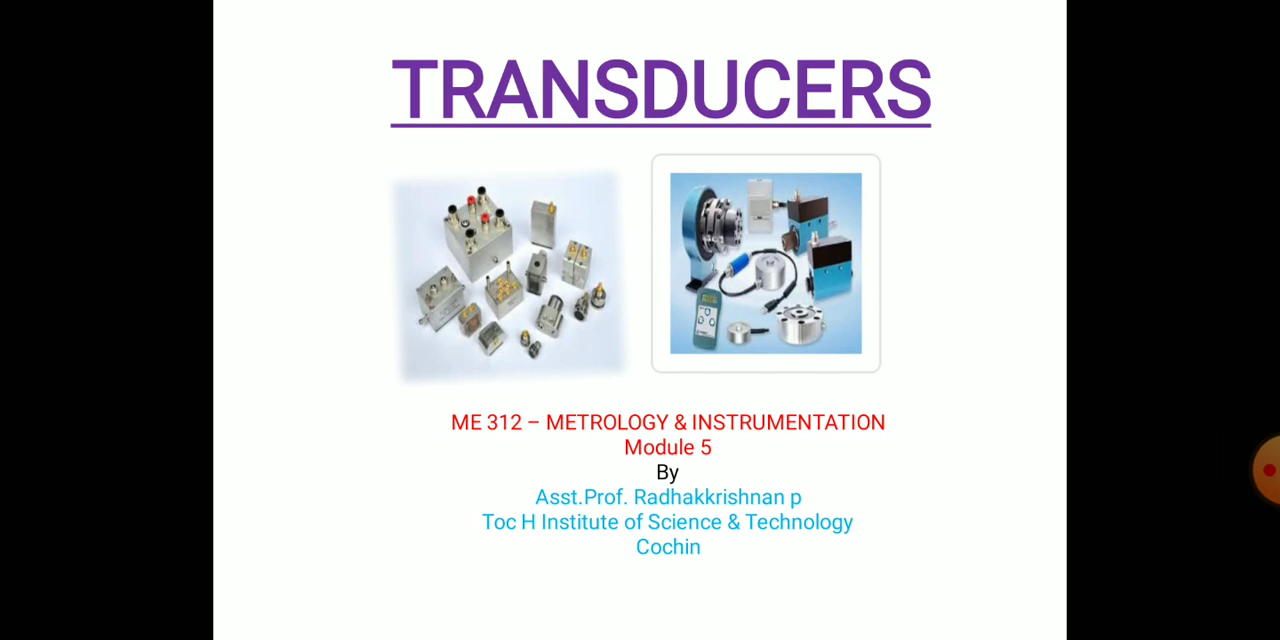 TRANSDUCERS
ME 312 – METROLOGY & INSTRUMENTATION
Module 5
By
Asst.Prof. Radhakkrishnan p
Toc H Institute of Science & Technology
Cochin